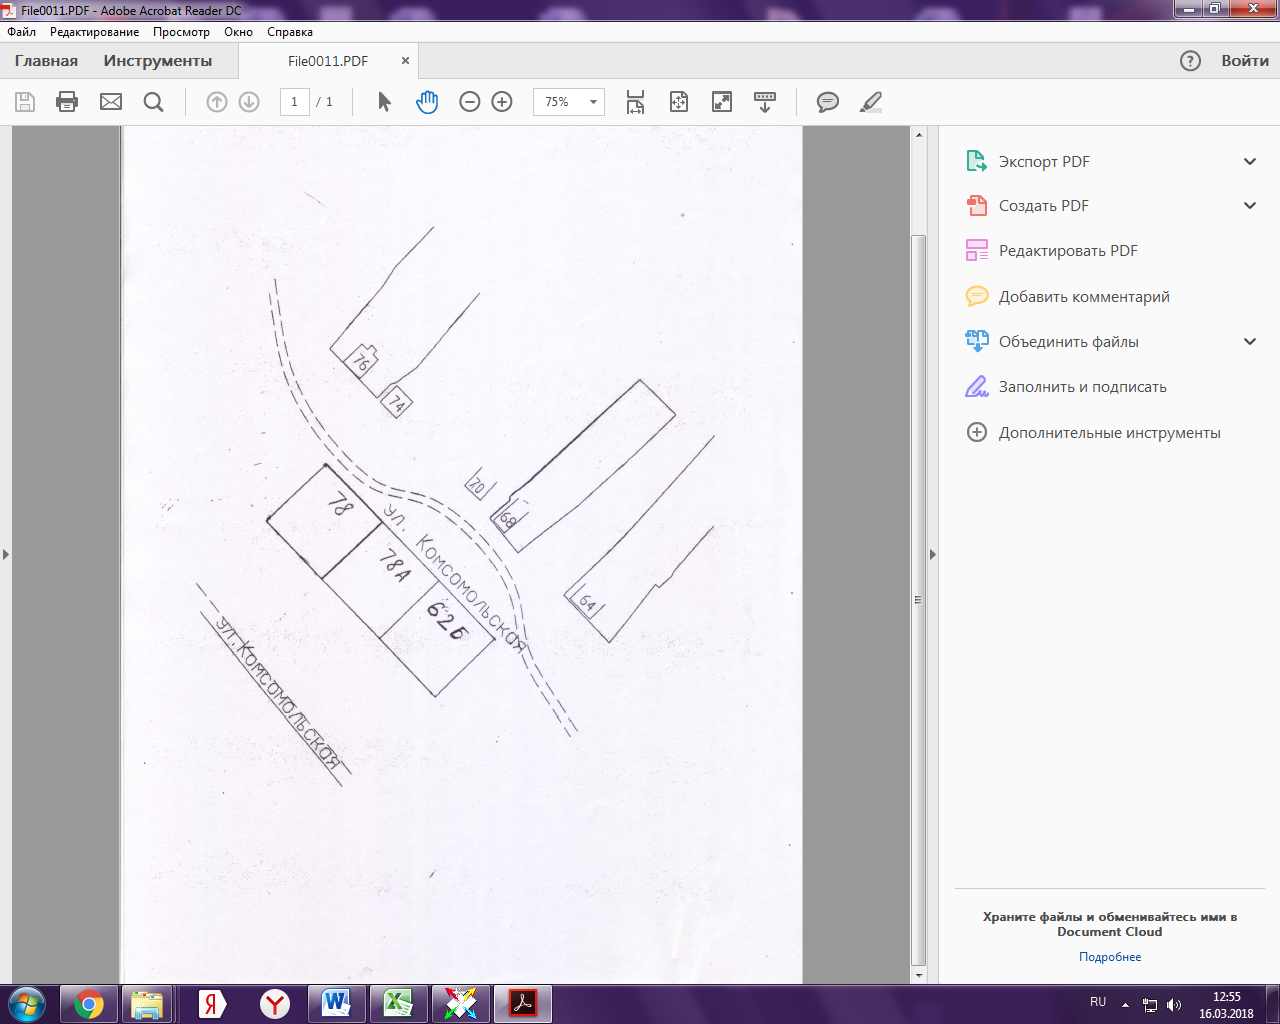 File0011.PDF - Adobe Acrobat Reader DC
Файл Редактирование Просмотр Окно Справка
Главная Инструменты File0011.PDF × ? Войти
1 / 1 75%
76
74
70
68
64
78
78А
62Б
ул. Комсомольская
ул.Комсомольская
Экспорт PDF
Создать PDF
Редактировать PDF
Добавить комментарий
Объединить файлы
Заполнить и подписать
Дополнительные инструменты
Храните файлы и обменивайтесь ими в
Document Cloud
Подробнее
RU 12:55
16.03.2018